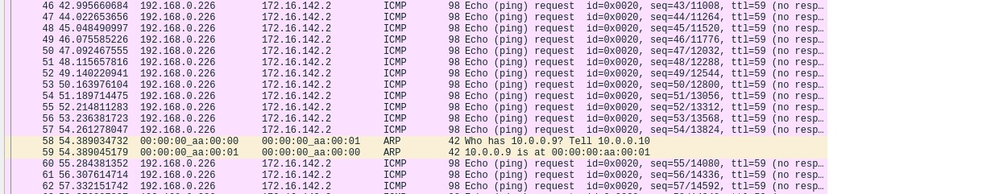 46 42.995660684 192.168.0.226 172.16.142.2 ICMP 98 Echo (ping) request id=0x0020, seq=43/11008, ttl=59 (no resp…
47 44.022653656 192.168.0.226 172.16.142.2 ICMP 98 Echo (ping) request id=0x0020, seq=44/11264, ttl=59 (no resp…
48 45.048490997 192.168.0.226 172.16.142.2 ICMP 98 Echo (ping) request id=0x0020, seq=45/11520, ttl=59 (no resp…
49 46.075585226 192.168.0.226 172.16.142.2 ICMP 98 Echo (ping) request id=0x0020, seq=46/11776, ttl=59 (no resp…
50 47.092467555 192.168.0.226 172.16.142.2 ICMP 98 Echo (ping) request id=0x0020, seq=47/12032, ttl=59 (no resp…
51 48.115657816 192.168.0.226 172.16.142.2 ICMP 98 Echo (ping) request id=0x0020, seq=48/12288, ttl=59 (no resp…
52 49.140220941 192.168.0.226 172.16.142.2 ICMP 98 Echo (ping) request id=0x0020, seq=49/12544, ttl=59 (no resp…
53 50.163976104 192.168.0.226 172.16.142.2 ICMP 98 Echo (ping) request id=0x0020, seq=50/12800, ttl=59 (no resp…
54 51.189714475 192.168.0.226 172.16.142.2 ICMP 98 Echo (ping) request id=0x0020, seq=51/13056, ttl=59 (no resp…
55 52.214811283 192.168.0.226 172.16.142.2 ICMP 98 Echo (ping) request id=0x0020, seq=52/13312, ttl=59 (no resp…
56 53.236381723 192.168.0.226 172.16.142.2 ICMP 98 Echo (ping) request id=0x0020, seq=53/13568, ttl=59 (no resp…
57 54.261278047 192.168.0.226 172.16.142.2 ICMP 98 Echo (ping) request id=0x0020, seq=54/13824, ttl=59 (no resp…
58 54.389034732 00:00:00_aa:00:00 00:00:00_aa:00:01 ARP 42 Who has 10.0.0.9? Tell 10.0.0.10
59 54.389045179 00:00:00_aa:00:01 00:00:00_aa:00:00 ARP 42 10.0.0.9 is at 00:00:00:aa:00:01
60 55.284381352 192.168.0.226 172.16.142.2 ICMP 98 Echo (ping) request id=0x0020, seq=55/14080, ttl=59 (no resp…
61 56.307614714 192.168.0.226 172.16.142.2 ICMP 98 Echo (ping) request id=0x0020, seq=56/14336, ttl=59 (no resp…
62 57.332151742 192.168.0.226 172.16.142.2 ICMP 98 Echo (ping) request id=0x0020, seq=57/14592, ttl=59 (no resp…